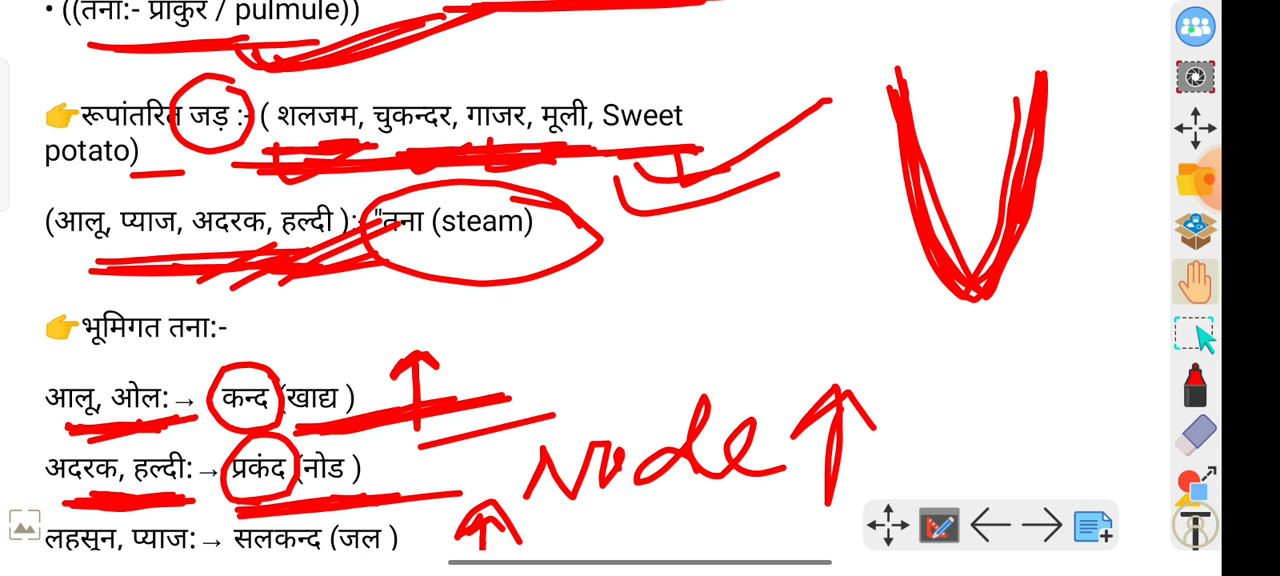 • ((तना:- प्राकुर / pulmule))
👉रूपांतरित जड़ :- ( शलजम, चुकन्दर, गाजर, मूली, Sweet
potato)
(आलू, प्याज, अदरक, हल्दी ):- "तना (steam)
👉भूमिगत तना:-
आलू, ओल:→ कन्द (खाद्य )
अदरक, हल्दी:→ प्रकंद (नोड )
Node
लहसुन, प्याज:→ सलकन्द (जल )